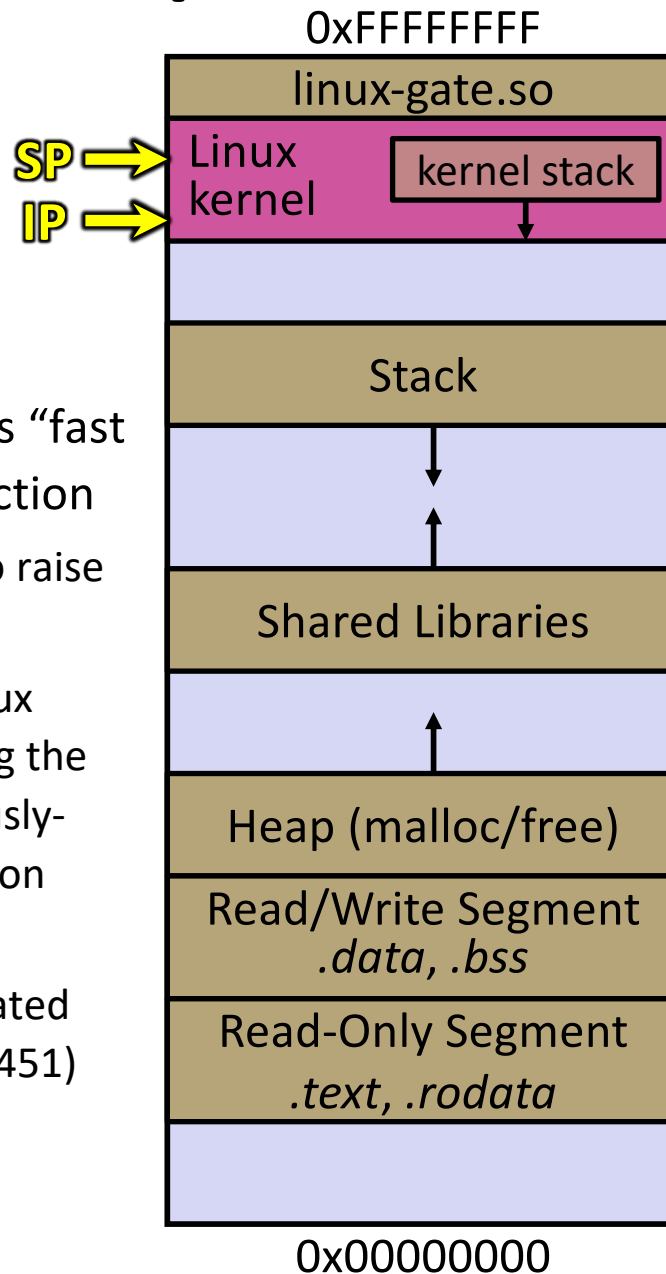 0xFFFFFFFF
linux-gate.so
SP
Linux
kernel
kernel stack
IP
Stack
s “fast
ction
raise
Shared Libraries
ux
g the
usly-
on
Heap (malloc/free)
Read/Write Segment
.data, .bss
ated
451)
Read-Only Segment
.text, .rodata
0x00000000